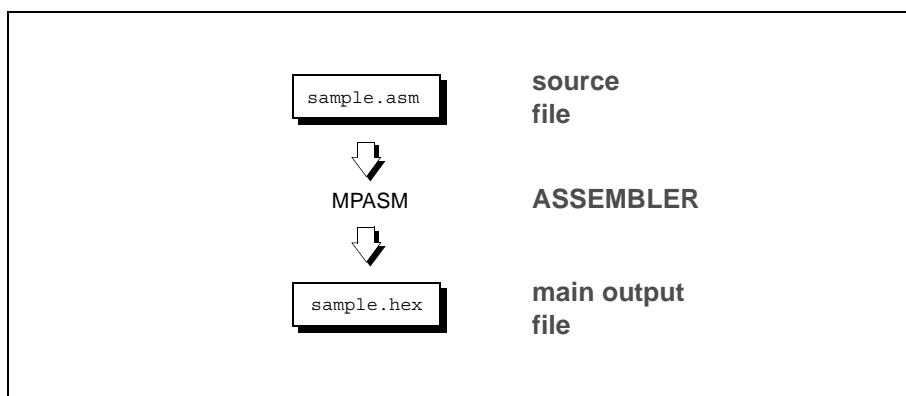 sample.asm
source
file
MPASM
ASSEMBLER
sample.hex
main output
file